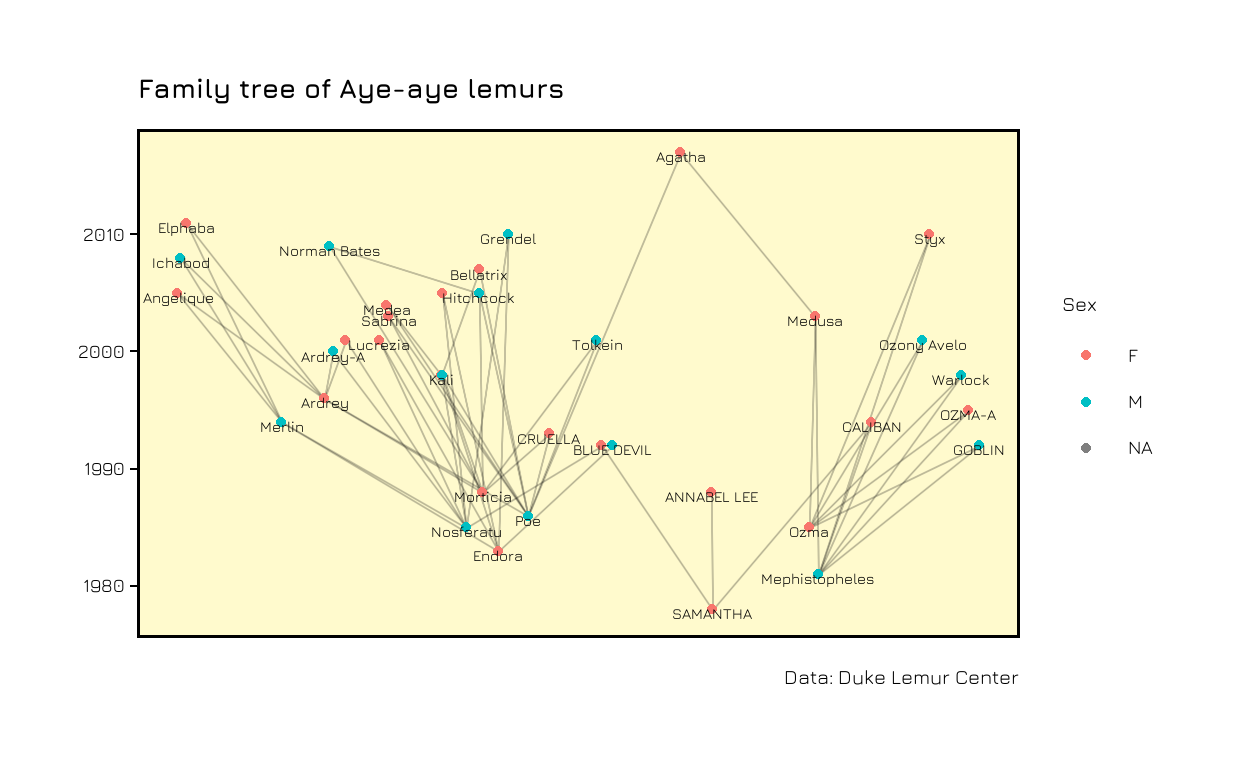 Family tree of Aye-aye lemurs
Agatha
Elphaba
2010
Grendel
Styx
Norman Bates
Ichabod
Bellatrix
Angelique
Hitchcock
Medea
Sabrina
Medusa
2000
Lucrezia
Tolkein
Ozony Avelo
Ardrey-A
Kali
Warlock
Ardrey
OZMA-A
Merlin
CALIBAN
CRUELLA
BLUE DEVIL
GOBLIN
1990
Morticia
ANNABEL LEE
Poe
Nosferatu
Ozma
Endora
1980
Mephistopheles
SAMANTHA
Sex
F
M
NA
Data: Duke Lemur Center